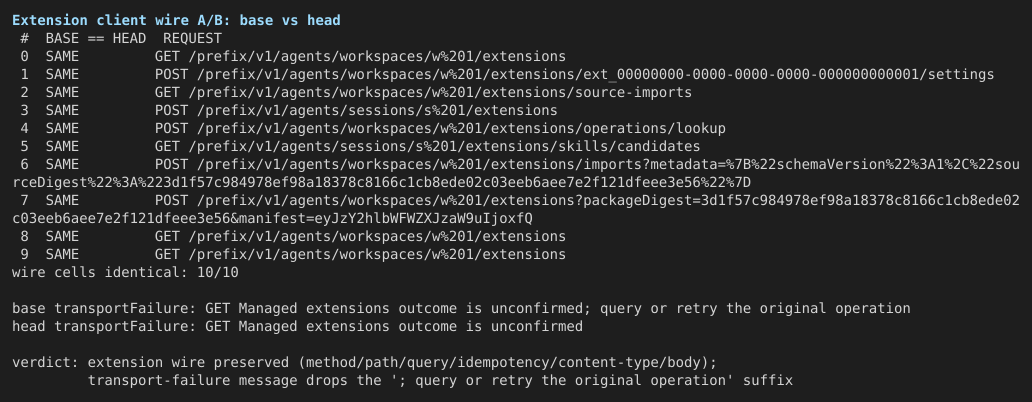 Extension client wire A/B: base vs head
#  BASE == HEAD  REQUEST
0  SAME         GET /prefix/v1/agents/workspaces/w%201/extensions
1  SAME         POST /prefix/v1/agents/workspaces/w%201/extensions/ext_00000000-0000-0000-0000-000000000001/settings
2  SAME         GET /prefix/v1/agents/workspaces/w%201/extensions/source-imports
3  SAME         POST /prefix/v1/agents/sessions/s%201/extensions
4  SAME         POST /prefix/v1/agents/workspaces/w%201/extensions/operations/lookup
5  SAME         GET /prefix/v1/agents/sessions/s%201/extensions/skills/candidates
6  SAME         POST /prefix/v1/agents/workspaces/w%201/extensions/imports?metadata=%7B%22schemaVersion%22%3A1%2C%22sou
rceDigest%22%3A%223d1f57c984978ef98a18378c8166c1cb8ede02c03eeb6aee7e2f121dfeee3e56%22%7D
7  SAME         POST /prefix/v1/agents/workspaces/w%201/extensions?packageDigest=3d1f57c984978ef98a18378c8166c1cb8ede02
c03eeb6aee7e2f121dfeee3e56&manifest=eyJzY2hlbWFWZXJzaW9uIjoxfQ
8  SAME         GET /prefix/v1/agents/workspaces/w%201/extensions
9  SAME         GET /prefix/v1/agents/workspaces/w%201/extensions
wire cells identical: 10/10
base transportFailure: GET Managed extensions outcome is unconfirmed; query or retry the original operation
head transportFailure: GET Managed extensions outcome is unconfirmed
verdict: extension wire preserved (method/path/query/idempotency/content-type/body);
transport-failure message drops the '; query or retry the original operation' suffix